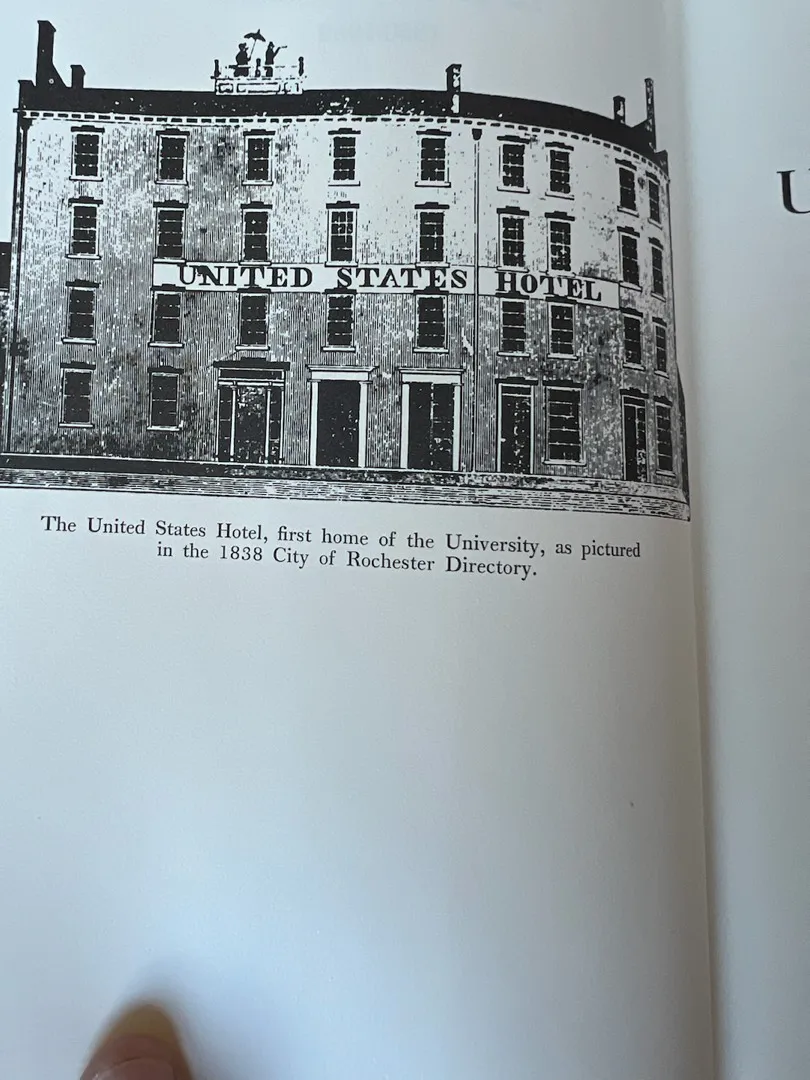 UNITED STATES HOTEL
The United States Hotel, first home of the University, as pictured
in the 1838 City of Rochester Directory.
U